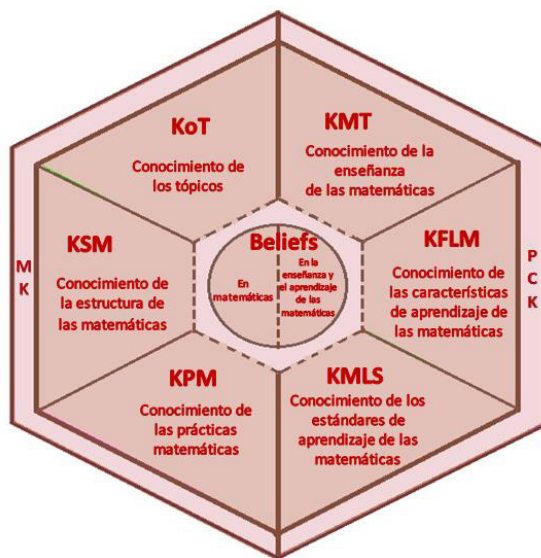 KoT
Conocimiento de
los tópicos
KMT
Conocimiento de la
enseñanza
de las matemáticas
MK
KSM
Conocimiento de
la estructura de
las matemáticas
Beliefs
En
matemáticas
En la
enseñanza y
el aprendizaje
de las
matemáticas
KFLM
Conocimiento de
las características
de aprendizaje de
las matemáticas
PCK
KPM
Conocimiento de
las prácticas
matemáticas
KMLS
Conocimiento de los
estándares de
aprendizaje de las
matemáticas